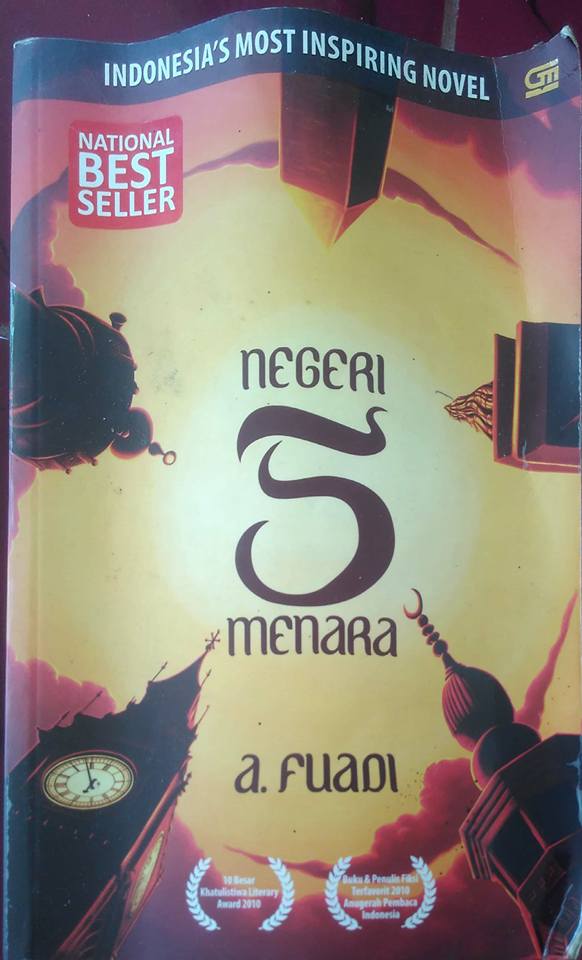 INDONESIA'S MOST INSPIRING NOVEL
GM
NATIONAL
BEST
SELLER
NEGERI
5
MENARA
A. FUADI
10 Besar
Khatulistiwa Literary
Award 2010
Buku & Penulis Fiksi
Terfavorit 2010
Anugerah Pembaca
Indonesia